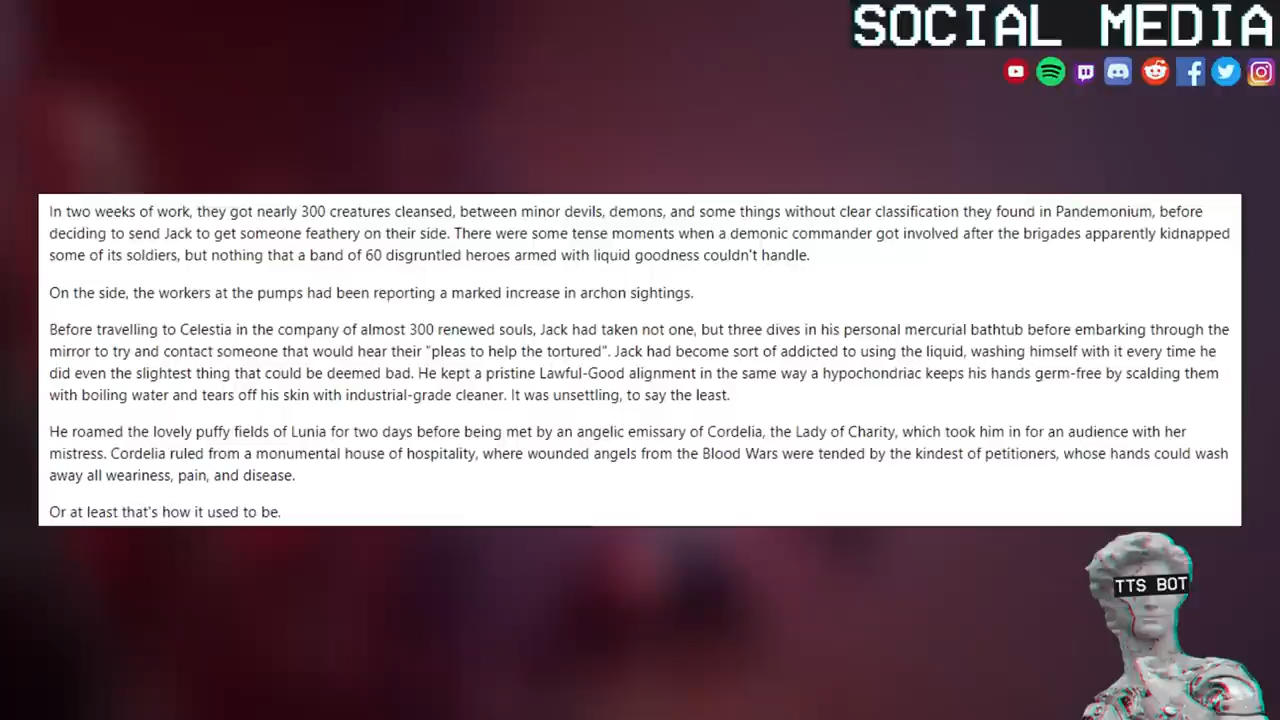 SOCIAL MEDIA
In two weeks of work, they got nearly 300 creatures cleansed, between minor devils, demons, and some things without clear classification they found in Pandemonium, before
deciding to send Jack to get someone feathery on their side. There were some tense moments when a demonic commander got involved after the brigades apparently kidnapped
some of its soldiers, but nothing that a band of 60 disgruntled heroes armed with liquid goodness couldn't handle.
On the side, the workers at the pumps had been reporting a marked increase in archon sightings.
Before travelling to Celestia in the company of almost 300 renewed souls, Jack had taken not one, but three dives in his personal mercurial bathtub before embarking through the
mirror to try and contact someone that would hear their "pleas to help the tortured". Jack had become sort of addicted to using the liquid, washing himself with it every time he
did even the slightest thing that could be deemed bad. He kept a pristine Lawful-Good alignment in the same way a hypochondriac keeps his hands germ-free by scalding them
with boiling water and tears off his skin with industrial-grade cleaner. It was unsettling, to say the least.
He roamed the lovely puffy fields of Lunia for two days before being met by an angelic emissary of Cordelia, the Lady of Charity, which took him in for an audience with her
mistress. Cordelia ruled from a monumental house of hospitality, where wounded angels from the Blood Wars were tended by the kindest of petitioners, whose hands could wash
away all weariness, pain, and disease.
Or at least that's how it used to be.
TTS BOT